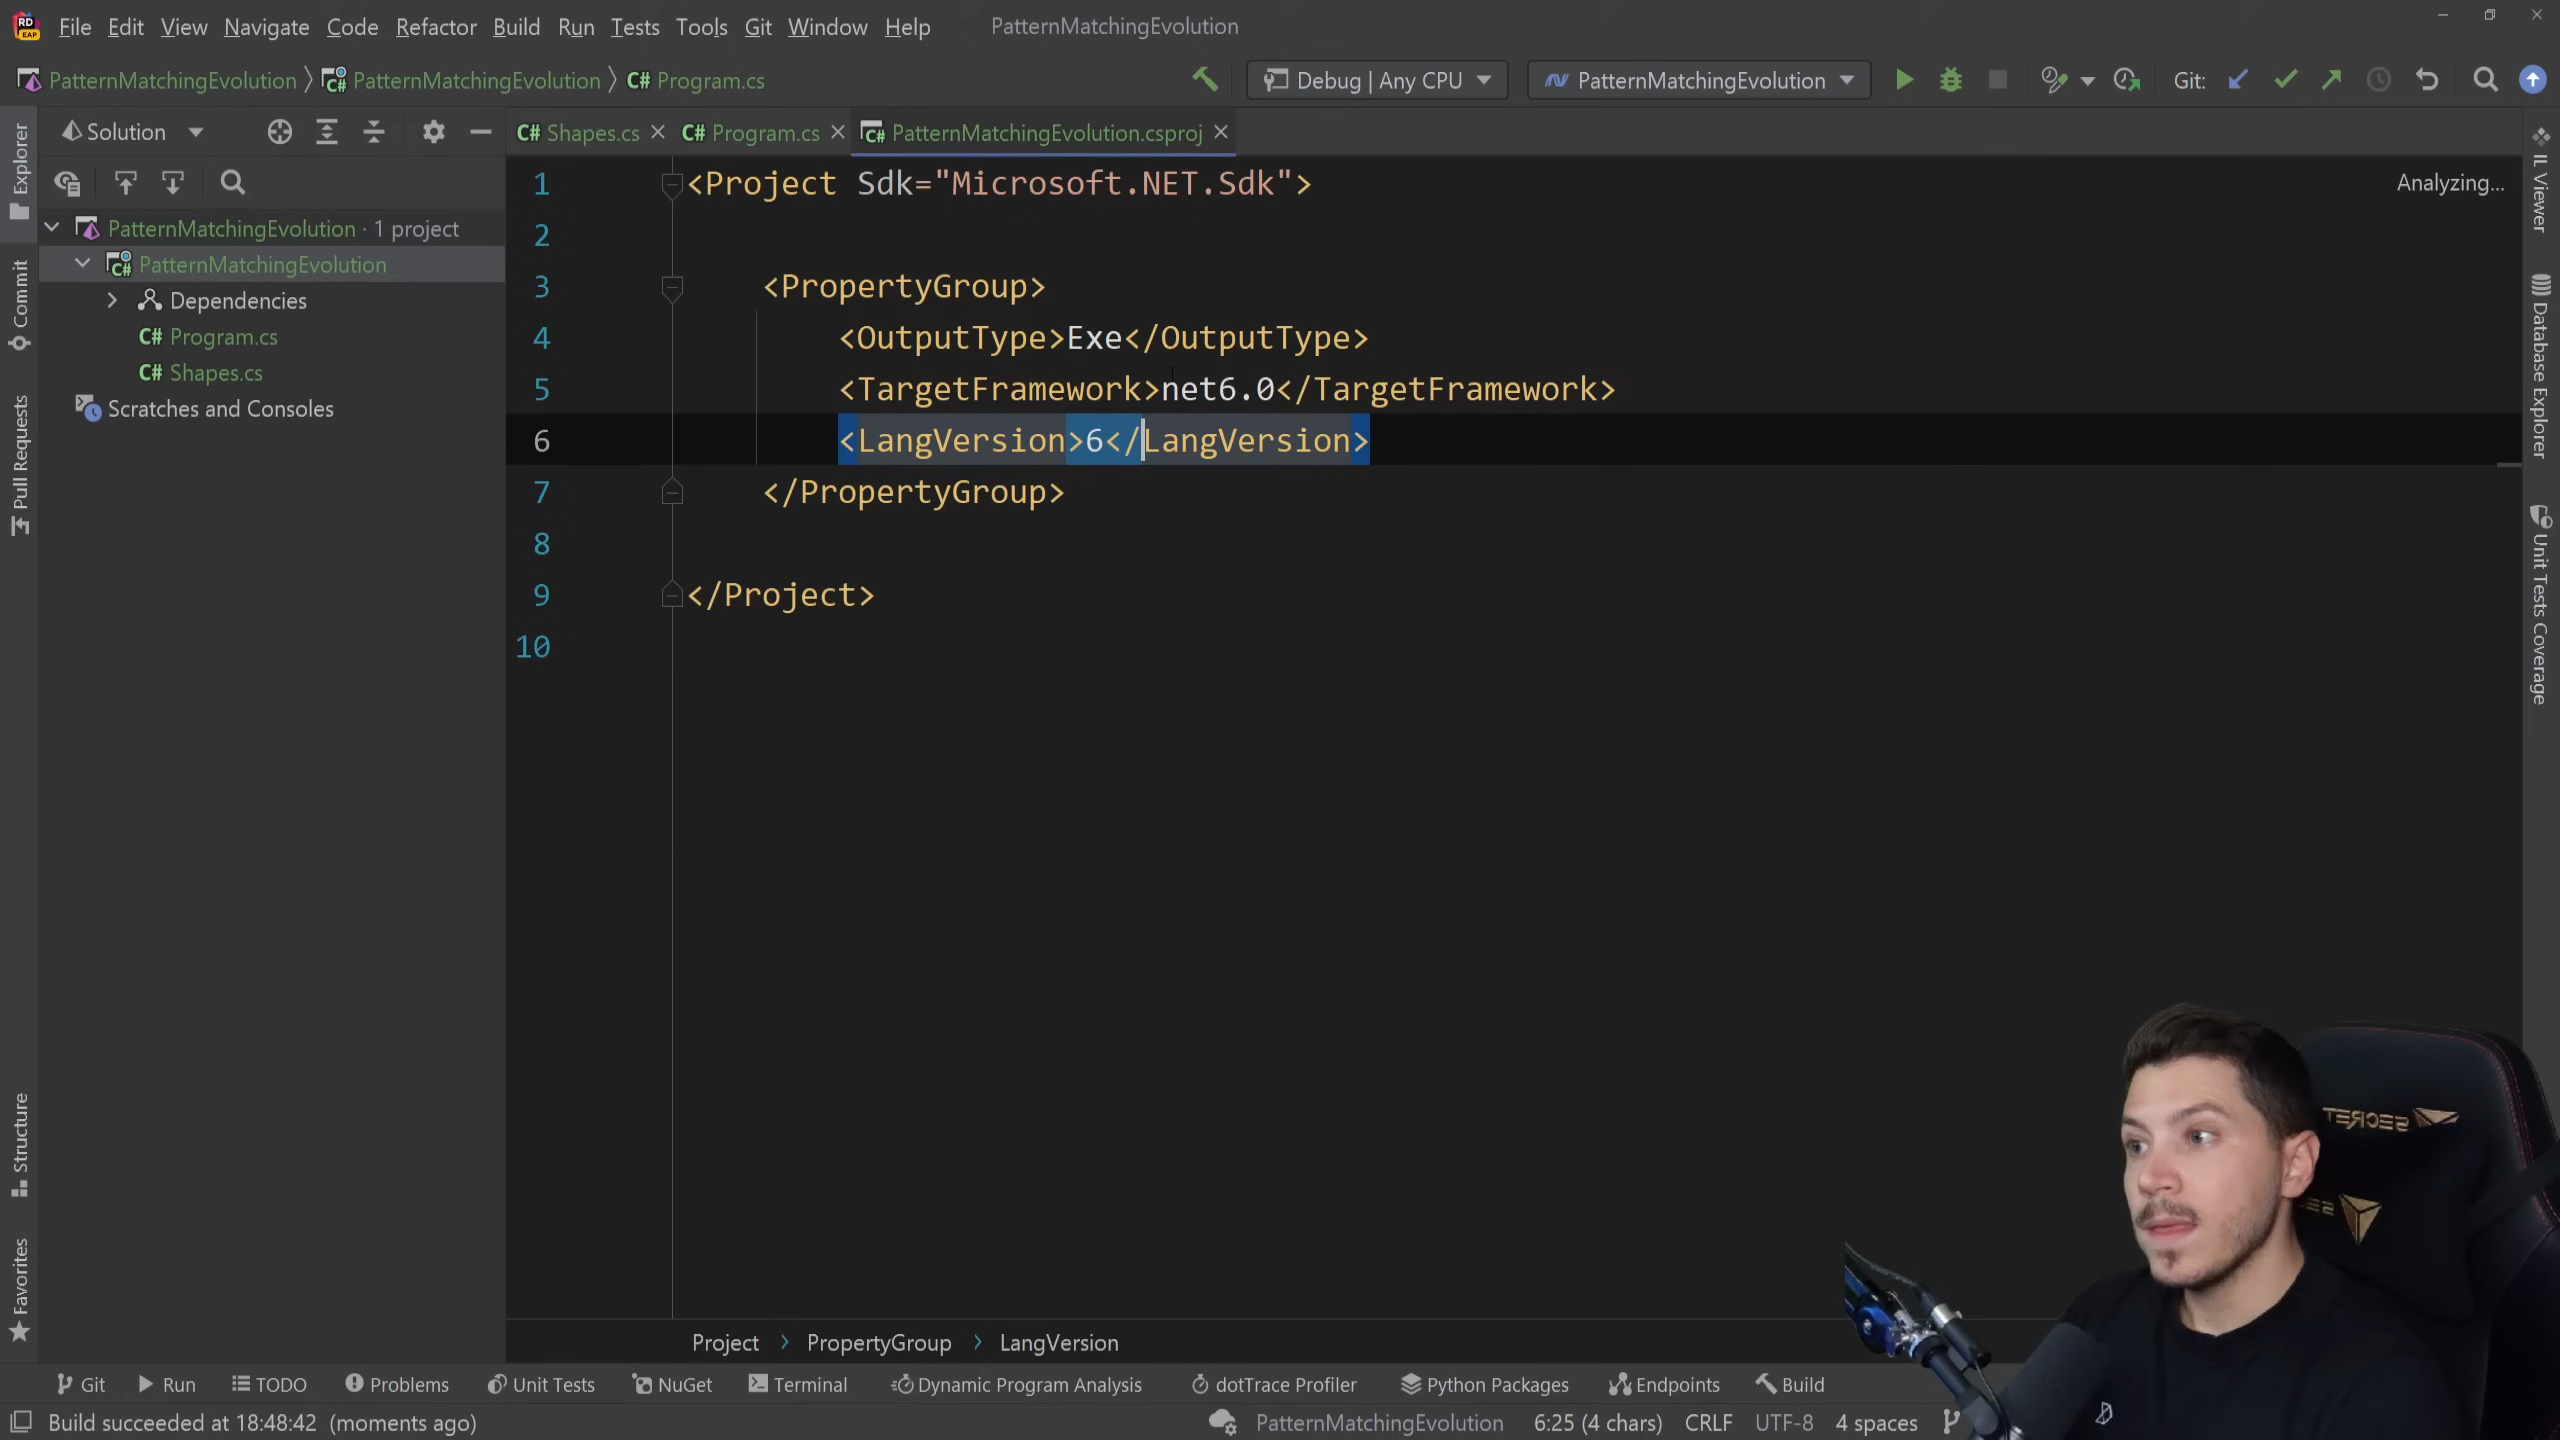 File Edit View Navigate Code Refactor Build Run Tests Tools Git Window Help PatternMatchingEvolution
PatternMatchingEvolution PatternMatchingEvolution C# Program.cs Debug | Any CPU PatternMatchingEvolution Git:
Solution
C# Shapes.cs C# Program.cs PatternMatchingEvolution.csproj
PatternMatchingEvolution · 1 project
PatternMatchingEvolution
Dependencies
C# Program.cs
C# Shapes.cs
Scratches and Consoles
Explorer
Commit
Pull Requests
Structure
Favorites
1 <Project Sdk="Microsoft.NET.Sdk">
2
3 <PropertyGroup>
4 <OutputType>Exe</OutputType>
5 <TargetFramework>net6.0</TargetFramework>
6 <LangVersion>6</LangVersion>
7 </PropertyGroup>
8
9 </Project>
10
Analyzing...
IL Viewer
Database Explorer
Unit Tests Coverage
SECRET
Project > PropertyGroup > LangVersion
Git Run TODO Problems Unit Tests NuGet Terminal Dynamic Program Analysis dotTrace Profiler Python Packages Endpoints Build
Build succeeded at 18:48:42 (moments ago) PatternMatchingEvolution 6:25 (4 chars) CRLF UTF-8 4 spaces